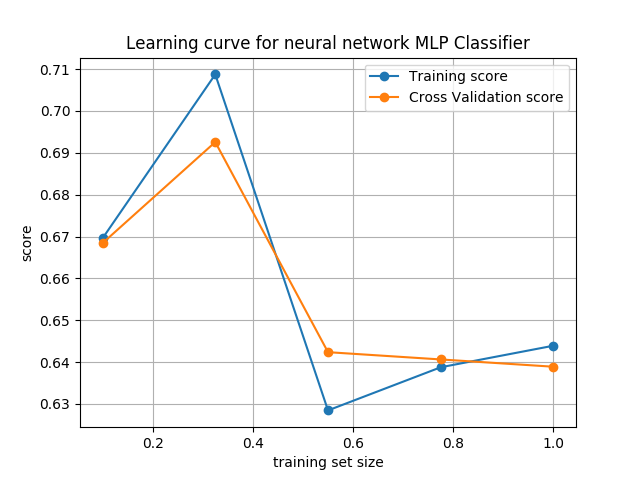 Learning curve for neural network MLP Classifier
Training score
Cross Validation score
0.71
0.70
0.69
0.68
0.67
0.66
0.65
0.64
0.63
score
0.2
0.4
0.6
0.8
1.0
training set size